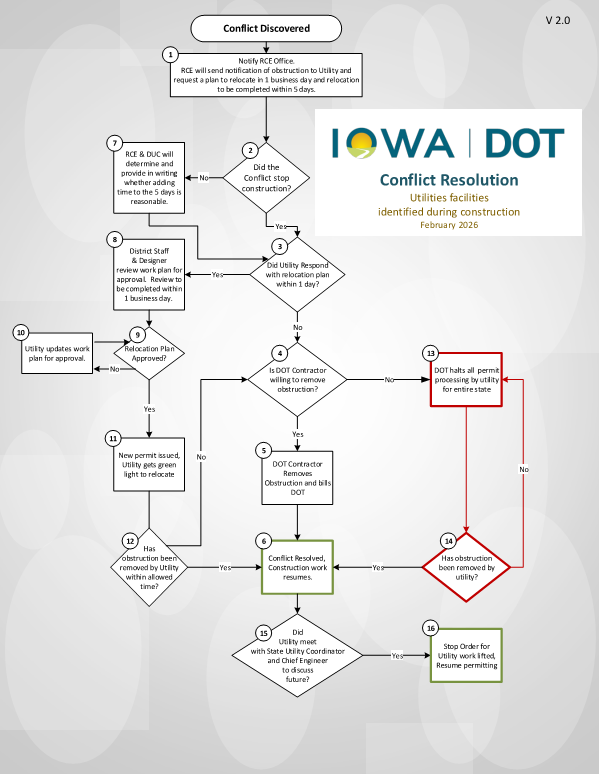 V 2.0
Conflict Discovered
1
Notify RCE Office.
RCE will send notification of obstruction to Utility and
request a plan to relocate in 1 business day and relocation
to be completed within 5 days.
IOWA | DOT
Conflict Resolution
Utilities facilities
identified during construction
February 2026
2
Did the
Conflict stop
construction?
No
Yes
7
RCE & DUC will
determine and
provide in writing
whether adding
time to the 5 days is
reasonable.
3
Did Utility Respond
with relocation plan
within 1 day?
Yes
No
8
District Staff
& Designer
review work plan for
approval. Review to
be completed within
1 business day.
9
Relocation Plan
Approved?
No
Yes
10
Utility updates work
plan for approval.
4
Is DOT Contractor
willing to remove
obstruction?
No
Yes
13
DOT halts all permit
processing by utility
for entire state
11
New permit issued,
Utility gets green
light to relocate
No
5
DOT Contractor
Removes
Obstruction and bills
DOT
No
12
Has
obstruction been
removed by Utility
within allowed
time?
Yes
6
Conflict Resolved,
Construction work
resumes.
Yes
14
Has obstruction
been removed by
utility?
15
Did
Utility meet
with State Utility Coordinator
and Chief Engineer
to discuss
future?
Yes
16
Stop Order for
Utility work lifted,
Resume permitting